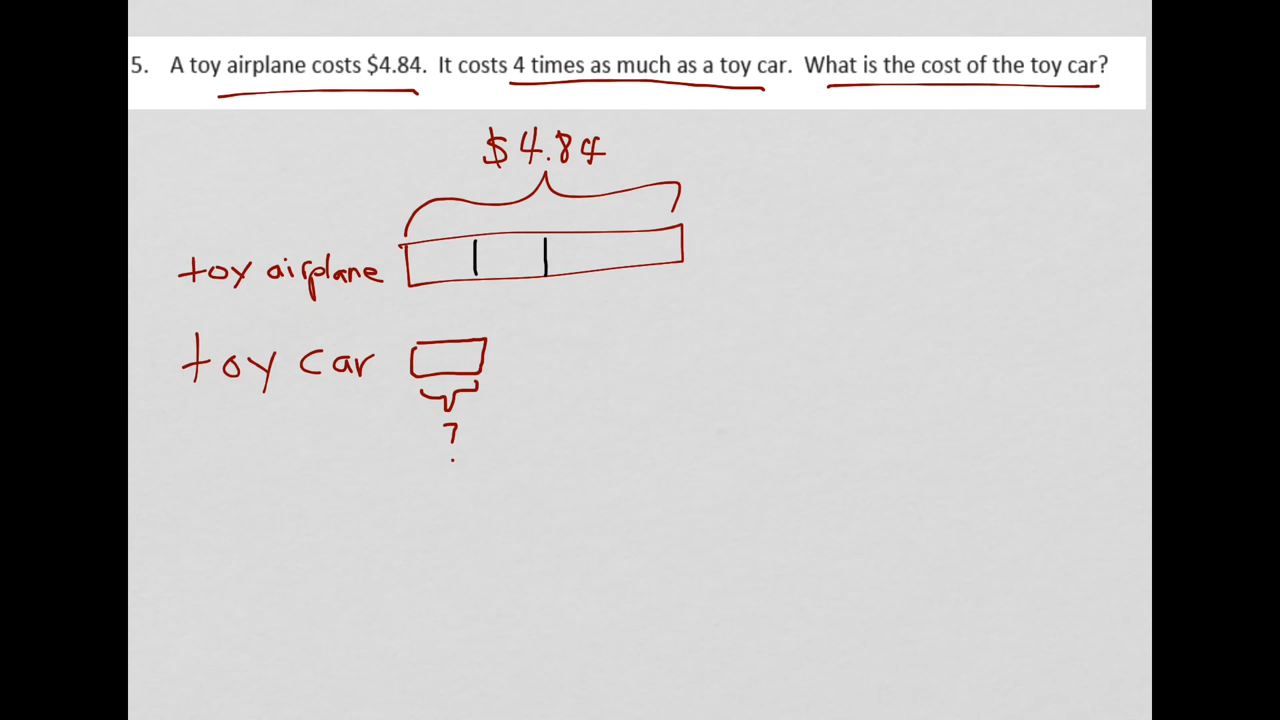 5. A toy airplane costs $4.84. It costs 4 times as much as a toy car. What is the cost of the toy car?
$4.84
toy airplane
toy car
?